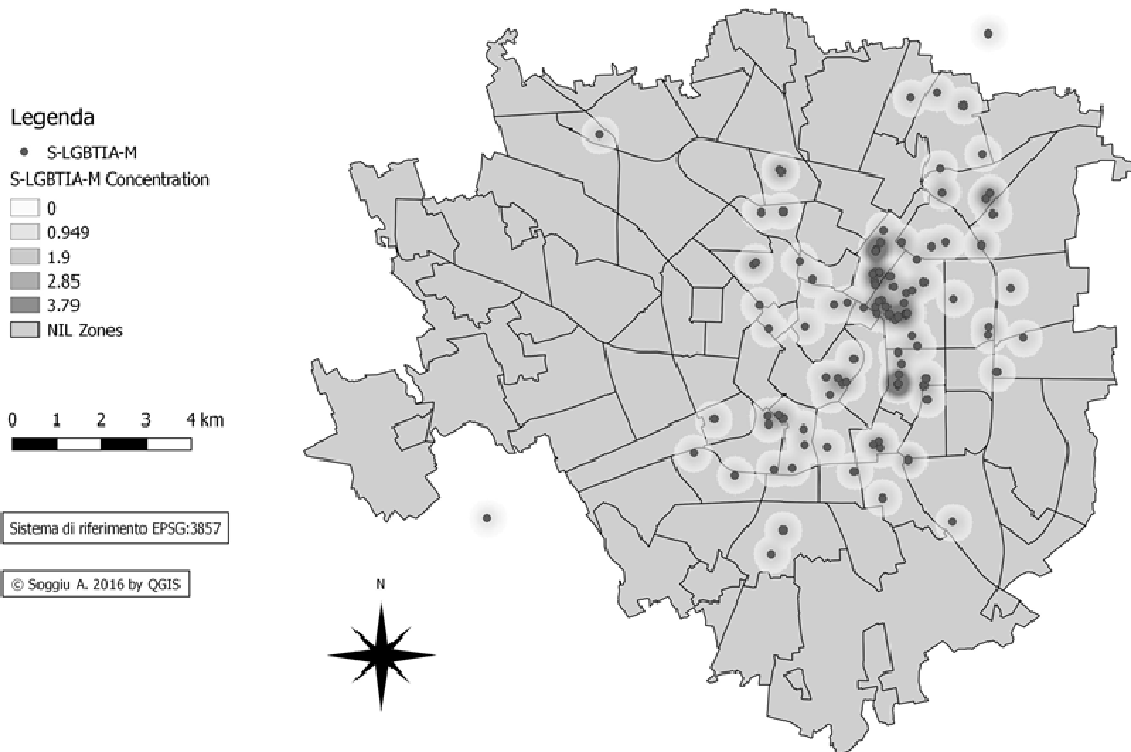 Legenda
S-LGBTIA-M
S-LGBTIA-M Concentration
0
0.949
1.9
2.85
3.79
NIL Zones
0 1 2 3 4 km
Sistema di riferimento EPSG:3857
© Soggiu A. 2016 by QGIS
N